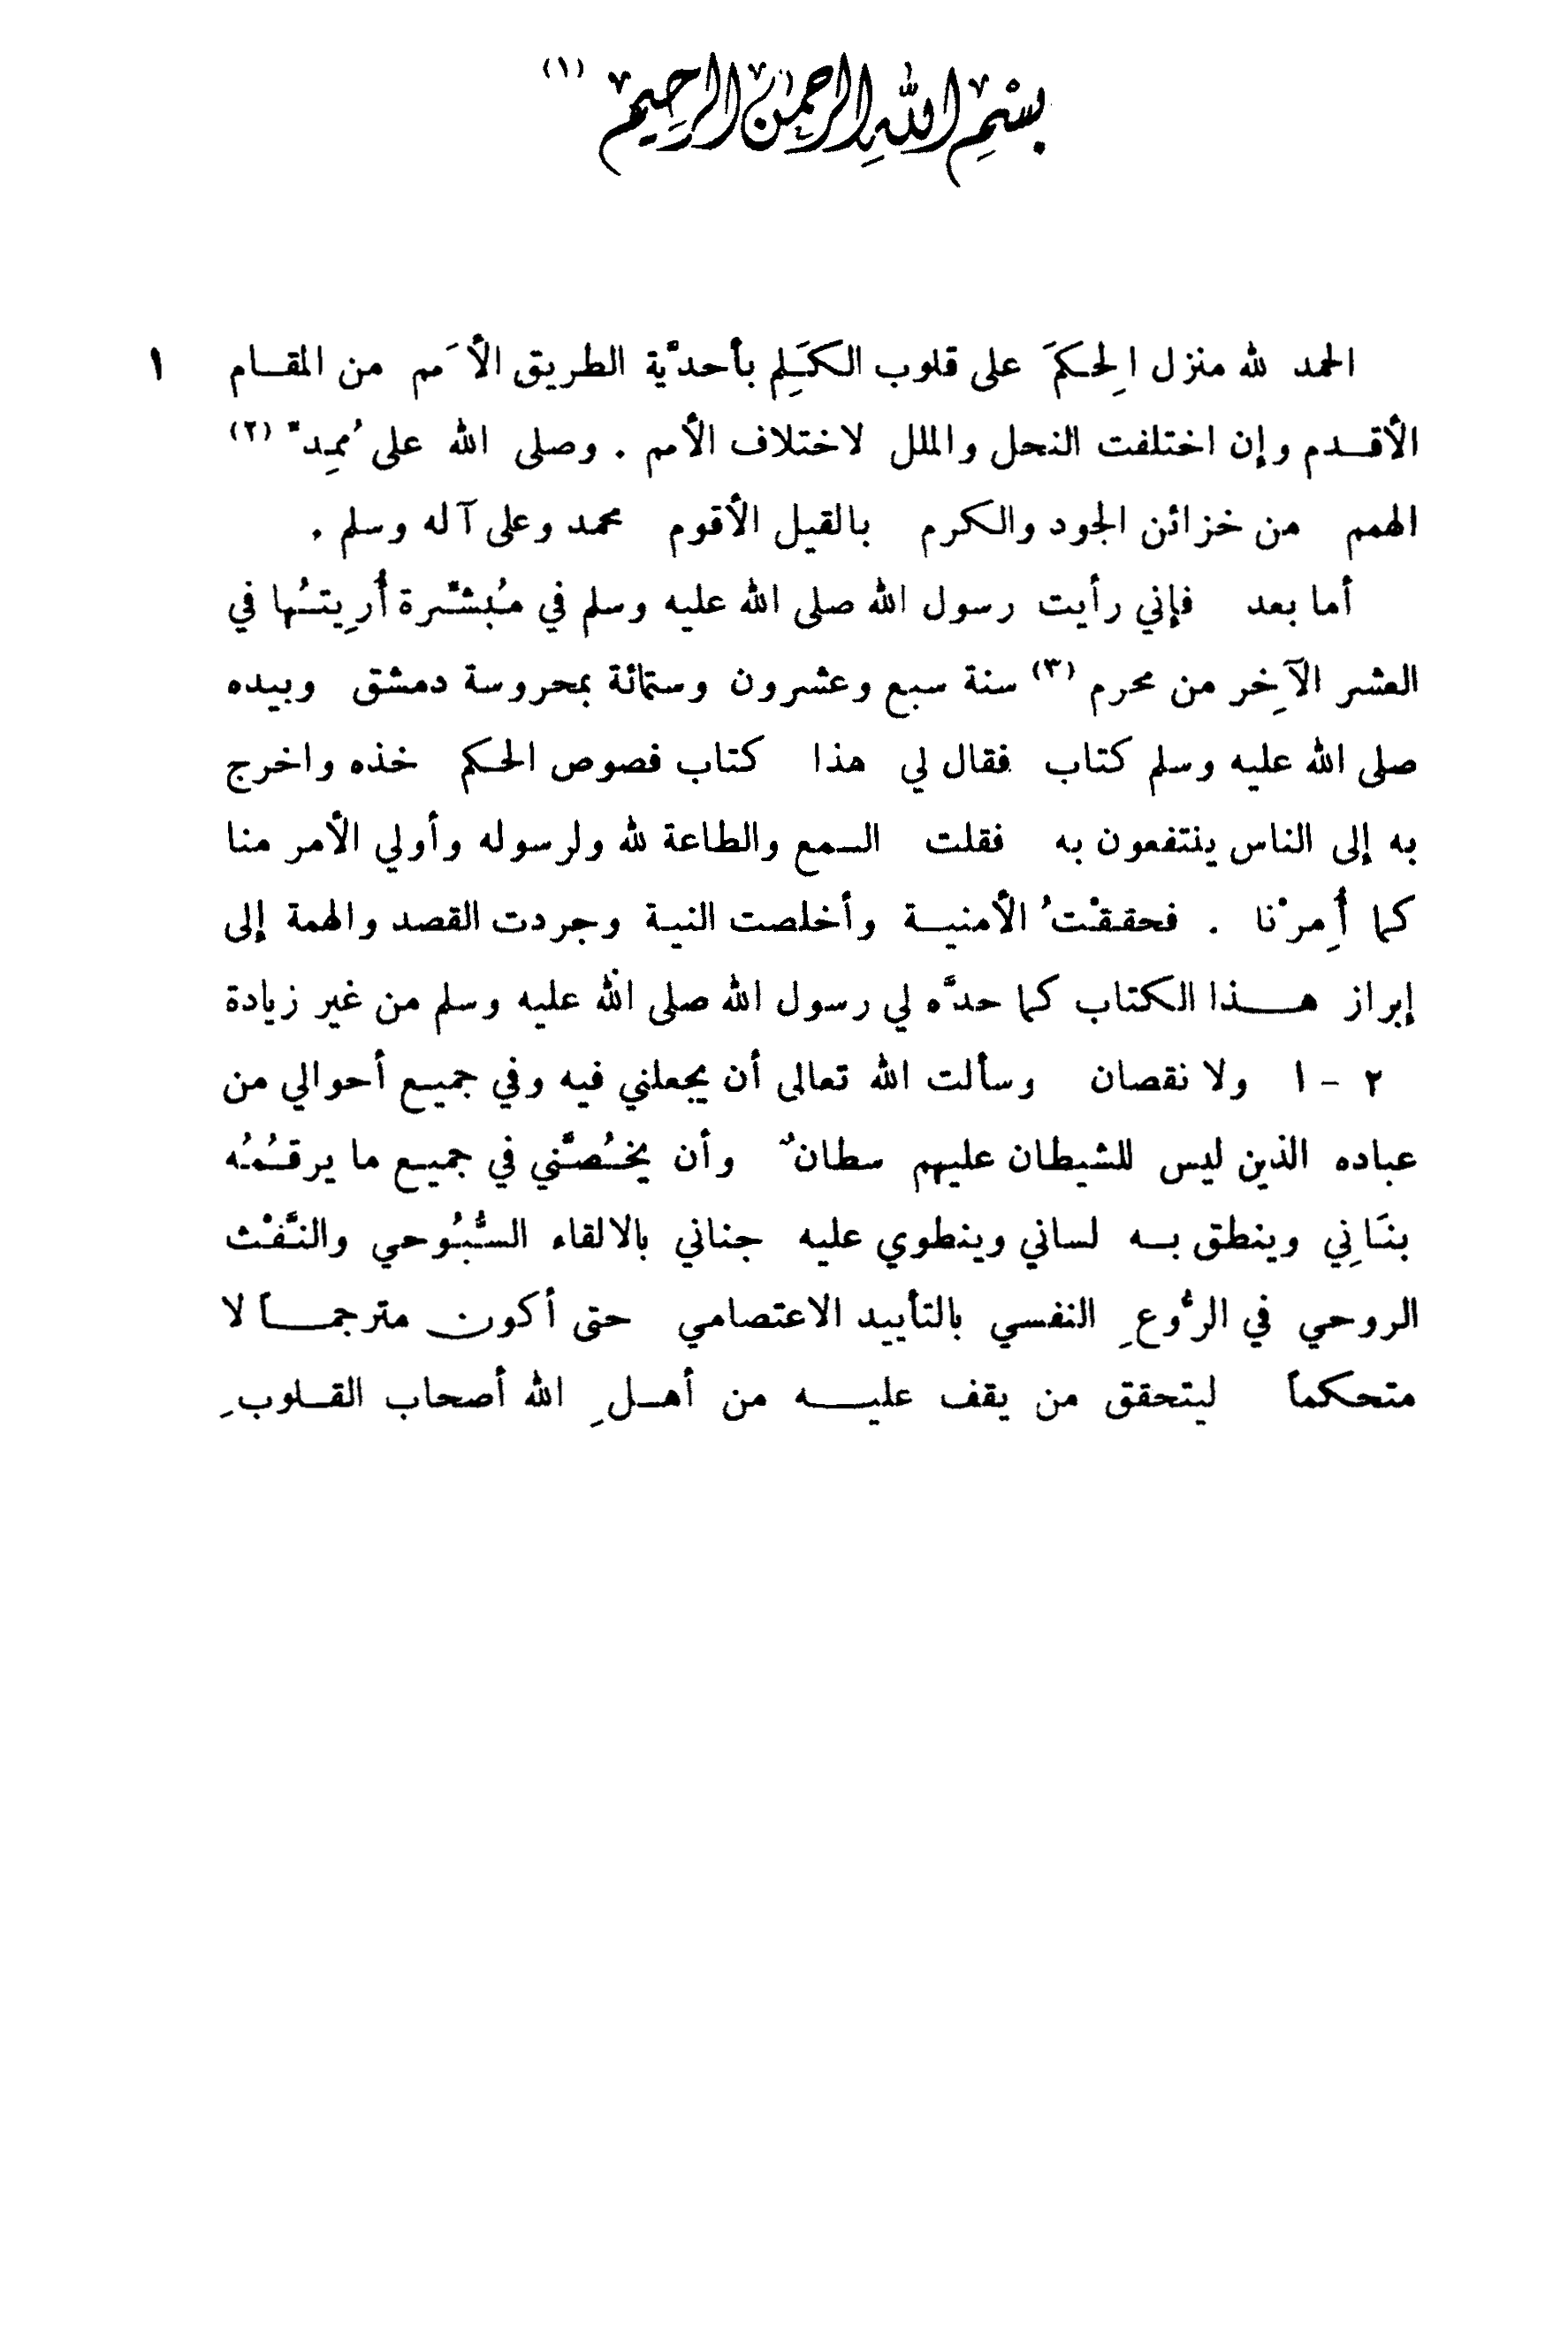 بِسْمِ اللهِ الرحمٰن الرحِيم (١)
الحمد لله منزل الِحكمَ على قلوب الكَلِم بأحديَّة الطريق الأَمم من المقام ١
الأقدم وإن اختلفت النحل والملل لاختلاف الأمم . وصلى الله على مُمِدِّ (٢)
الهمم من خزائن الجود والكرم بالقيل الأقوم محمد وعلى آله وسلم .
أما بعد فإني رأيت رسول الله صلى الله عليه وسلم في مُبشِّرة أُرِيتُها في
العشر الآخِر من محرم (٣) سنة سبع وعشرون وستمائة بمحروسة دمشق وبيده
صلى الله عليه وسلم كتاب فقال لي هذا كتاب فصوص الحكم خذه واخرج
به إلى الناس ينتفعون به فقلت السمع والطاعة لله ولرسوله وأولي الأمر منا
كما أُمِرْنا . فحققْتُ الأمنية وأخلصت النية وجردت القصد والهمة إلى
إبراز هذا الكتاب كما حدَّه لي رسول الله صلى الله عليه وسلم من غير زيادة
٢ - ا ولا نقصان وسألت الله تعالى أن يجعلني فيه وفي جميع أحوالي من
عباده الذين ليس للشيطان عليهم سطانٌ وأن يخُصَّني في جميع ما يرقُمُه
بنَانِي وينطق به لساني وينطوي عليه جناني بالالقاء السُّبُوحي والنَّفْث
الروحي في الرُّوعِ النفسي بالتأييد الاعتصامي حتى أكون مترجماً لا
متحكماً ليتحقق من يقف عليه من أهلِ الله أصحاب القلوبِ